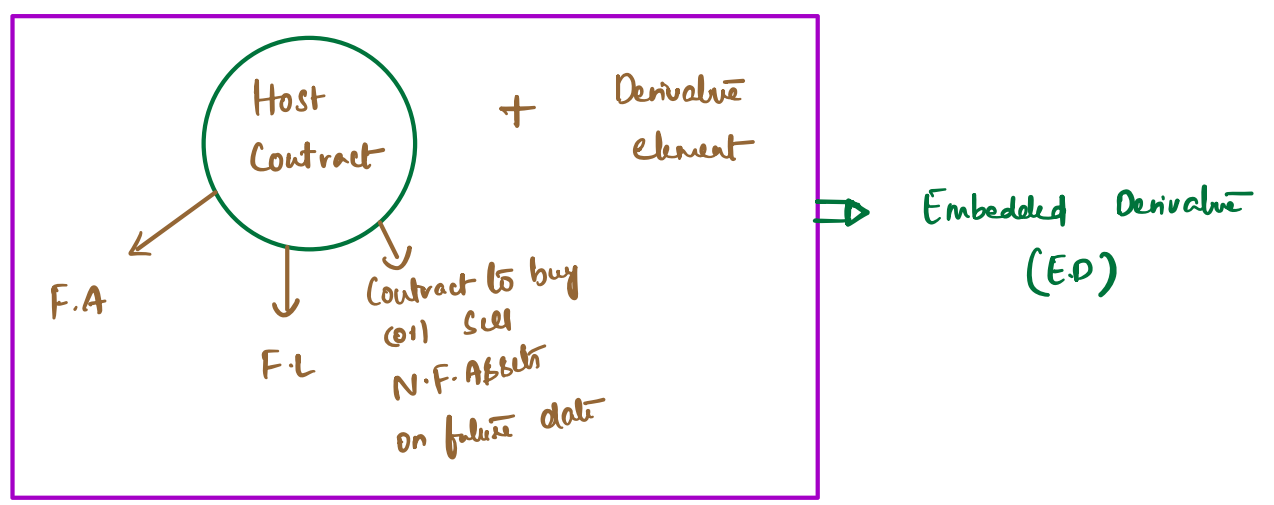 Host
Contract
+
Derivative
element
Embedded Derivative
(E.D)
F.A
F.L
Contract to buy
(or) Sell
N.F. Assets
on future date